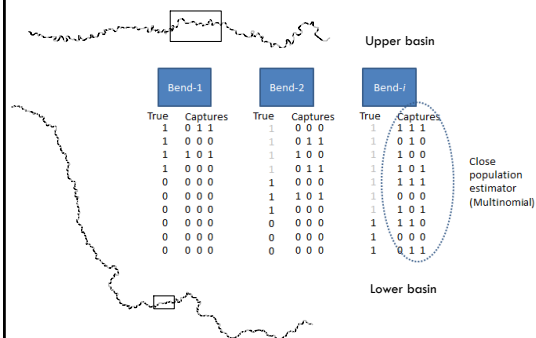 Upper basin
Bend-1 Bend-2 Bend-i
True Captures True Captures True Captures
1 0 1 1 1 0 0 0 1 1 1 1
1 0 0 0 1 0 1 1 1 0 1 0
1 1 0 1 1 1 0 0 1 1 0 0
1 0 0 0 1 0 1 1 1 1 0 1
0 0 0 0 1 0 0 0 1 1 1 1
0 0 0 0 1 1 0 1 1 0 0 0
0 0 0 0 1 0 0 0 1 1 0 1
0 0 0 0 0 0 0 0 1 1 1 0
0 0 0 0 0 0 0 0 1 0 0 0
0 0 0 0 0 0 0 0 1 0 1 1
Close
population
estimator
(Multinomial)
Lower basin